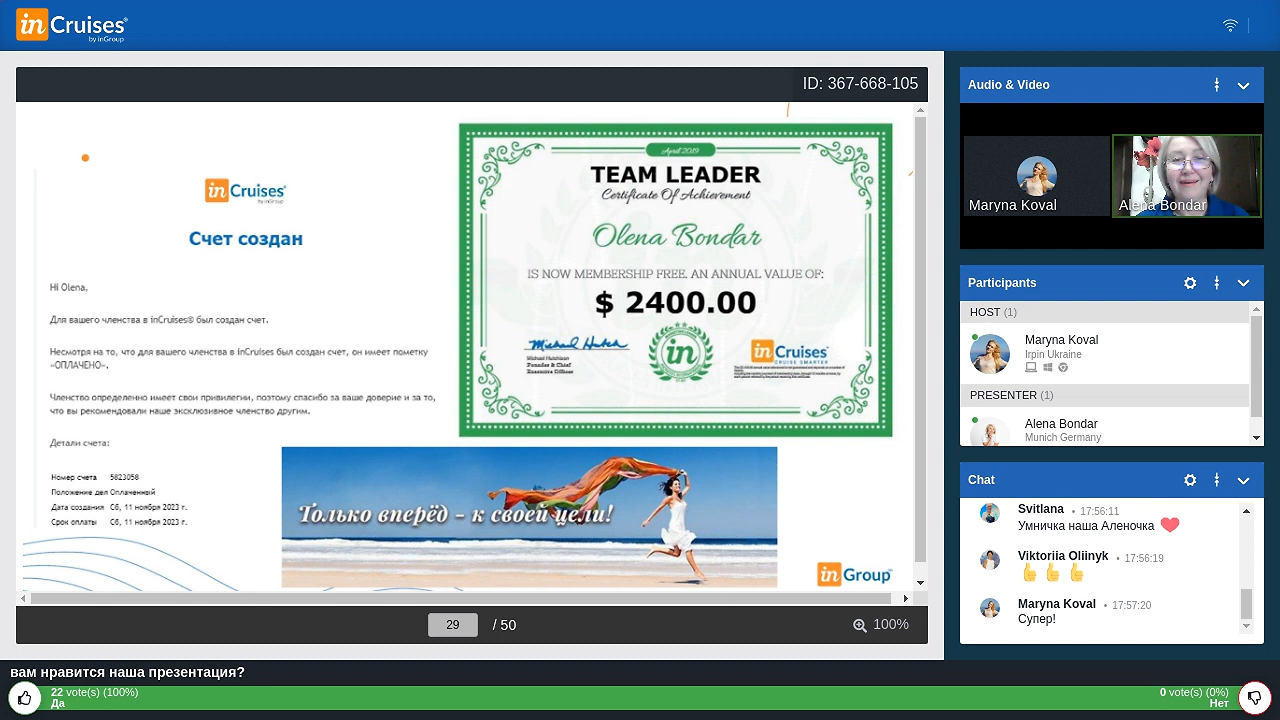 inCruises®
by inGroup
ID: 367-668-105
inCruises®
by inGroup
Счет создан
Hi Olena,
Для вашего членства в inCruises® был создан счет.
Несмотря на то, что для вашего членства в inCruises был создан счет, он имеет пометку
«ОПЛАЧЕНО».
Членство определенно имеет свои привилегии, поэтому спасибо за ваше доверие и за то,
что вы рекомендовали наше эксклюзивное членство другим.
Детали счета:
Номер счета 5823058
Положение дел Оплаченный
Дата создания Сб, 11 ноября 2023 г.
Срок оплаты Сб, 11 ноября 2023 г.
April 2019
TEAM LEADER
Certificate Of Achievement
Olena Bondar
IS NOW MEMBERSHIP FREE, AN ANNUAL VALUE OF:
$ 2400.00
Michael Hutchison
Founder & Chief
Executive Officer
in
inCruises®
CRUISE SMARTER
Только вперёд - к своей цели!
inGroup™
29 / 50
100%
Audio & Video
Maryna Koval
Alena Bondar
Participants
HOST (1)
Maryna Koval
Irpin Ukraine
PRESENTER (1)
Alena Bondar
Munich Germany
Chat
Svitlana • 17:56:11
Умничка наша Аленочка
Viktoriia Oliinyk • 17:56:19
Maryna Koval • 17:57:20
Супер!
вам нравится наша презентация?
22 vote(s) (100%)
Да
0 vote(s) (0%)
Нет